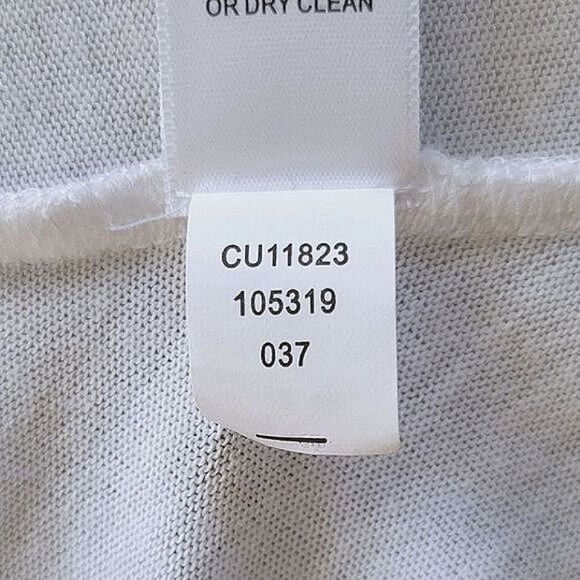 OR DRY CLEAN
CU11823
105319
037